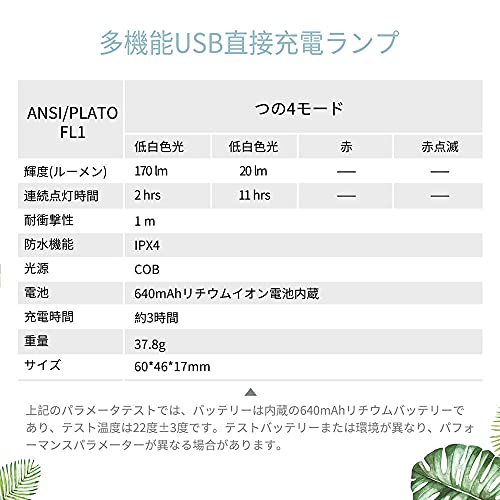 多機能USB直接充電ランプ
ANSI/PLATO FL1 つの4モード
低白色光 低白色光 赤 赤点滅
輝度(ルーメン) 170 lm 20 lm — —
連続点灯時間 2 hrs 11 hrs — —
耐衝撃性 1 m
防水機能 IPX4
光源 COB
電池 640mAhリチウムイオン電池内蔵
充電時間 約3時間
重量 37.8g
サイズ 60*46*17mm
上記のパラメータテストでは、バッテリーは内蔵の640mAhリチウムバッテリーで
あり、テスト温度は22度±3度です。テストバッテリーまたは環境が異なり、パフォ
ーマンスパラメーターが異なる場合があります。